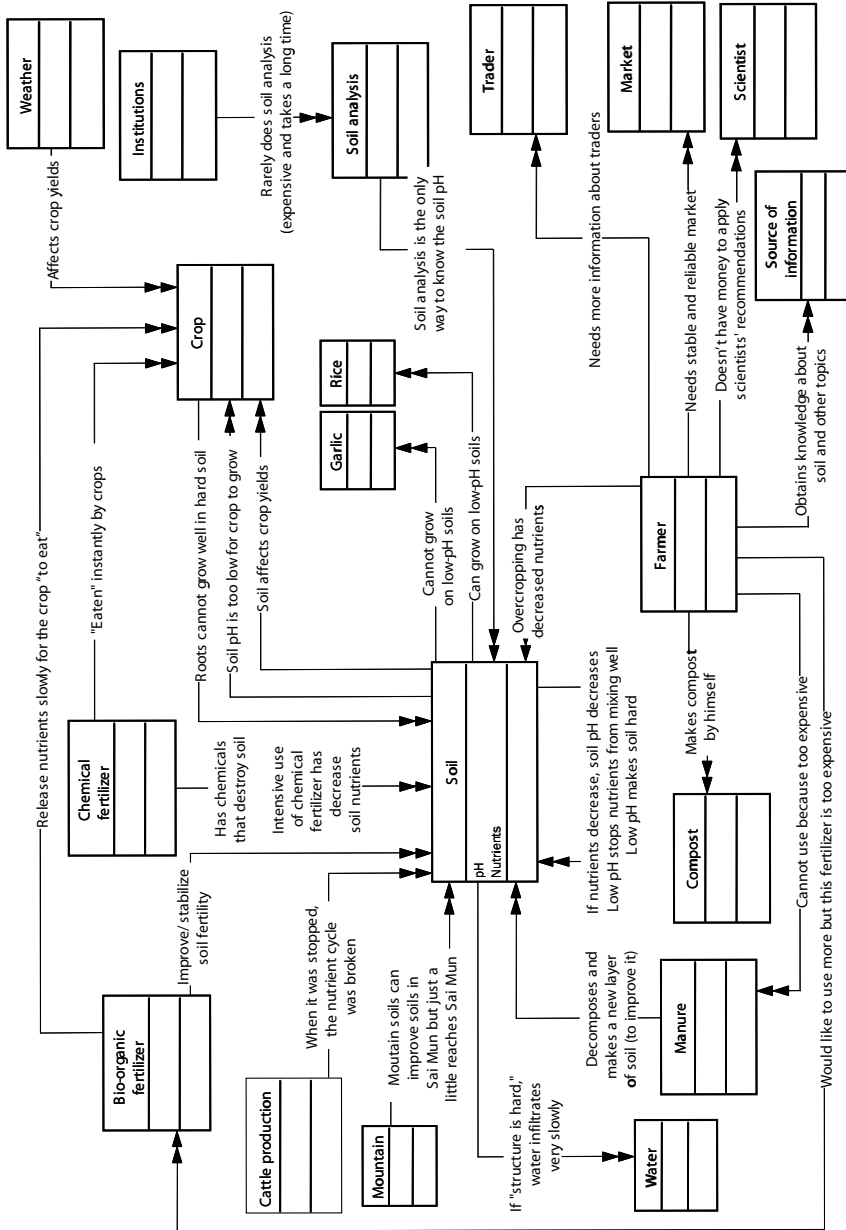 Weather
Affects crop yields
Institutions
Rarely does soil analysis
(expensive and takes a long time)
Soil analysis
Soil analysis is the only
way to know the soil pH
Trader
Market
Scientist
Source of
information
Release nutrients slowly for the crop "to eat"
"Eaten" instantly by crops
Crop
Roots cannot grow well in hard soil
Soil pH is too low for crop to grow
Soil affects crop yields
Garlic
Rice
Cannot grow
on low-pH soils
Can grow on low-pH soils
Needs more information about traders
Needs stable and reliable market
Doesn't have money to apply
scientists' recommendations
Obtains knowledge about
soil and other topics
Chemical
fertilizer
Has chemicals
that destroy soil
Intensive use
of chemical
fertilizer has
decrease
soil nutrients
Soil
pH
Nutrients
Overcropping has
decreased nutrients
Farmer
If nutrients decrease, soil pH decreases
Low pH stops nutrients from mixing well
Low pH makes soil hard
Makes compost
by himself
Compost
Cannot use because too expensive
Would like to use more but this fertilizer is too expensive
Bio-organic
fertilizer
Improve/ stabilize
soil fertility
Cattle production
When it was stopped,
the nutrient cycle
was broken
Mountain
Moutain soils can
improve soils in
Sai Mun but just a
little reaches Sai Mun
If "structure is hard,"
water infiltrates
very slowly
Water
Decomposes and
makes a new layer
of soil (to improve it)
Manure